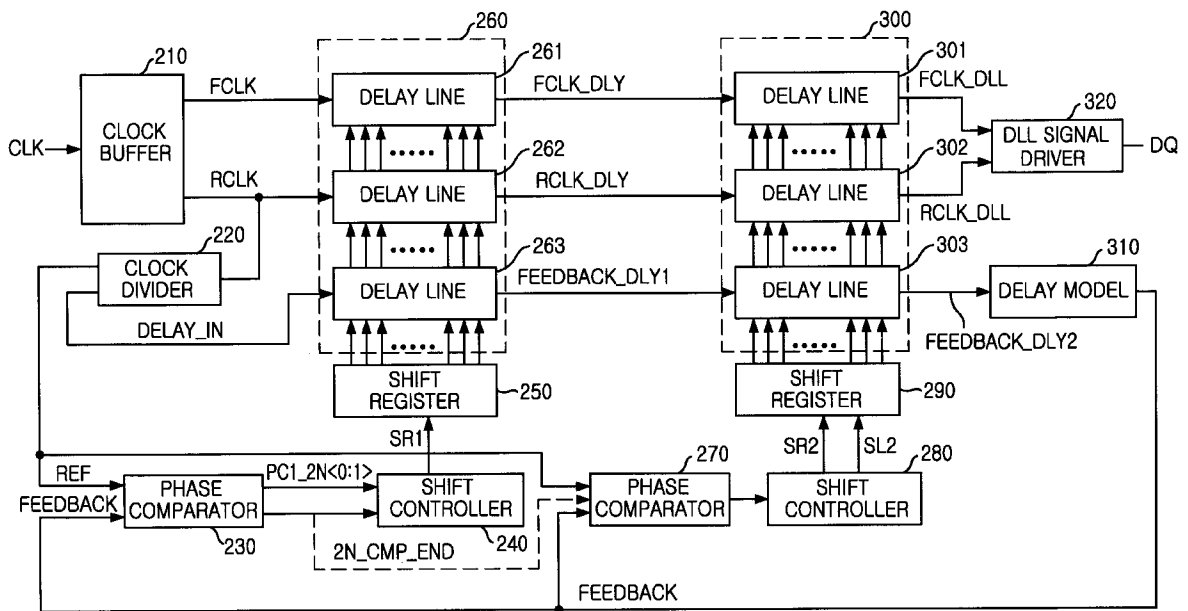 260
300
210
261
301
FCLK
FCLK_DLY
FCLK_DLL
DELAY LINE
DELAY LINE
320
CLK
CLOCK
BUFFER
.....
262
.....
302
DLL SIGNAL
DRIVER
DQ
RCLK
RCLK_DLY
DELAY LINE
DELAY LINE
RCLK_DLL
220
.....
263
.....
303
310
CLOCK
DIVIDER
FEEDBACK_DLY1
DELAY LINE
DELAY LINE
DELAY MODEL
DELAY_IN
.....
.....
FEEDBACK_DLY2
SHIFT
REGISTER
250
SHIFT
REGISTER
290
SR1
SR2
SL2
REF
PC1_2N<0:1>
270
280
FEEDBACK
PHASE
COMPARATOR
SHIFT
CONTROLLER
PHASE
COMPARATOR
SHIFT
CONTROLLER
230
240
2N_CMP_END
FEEDBACK